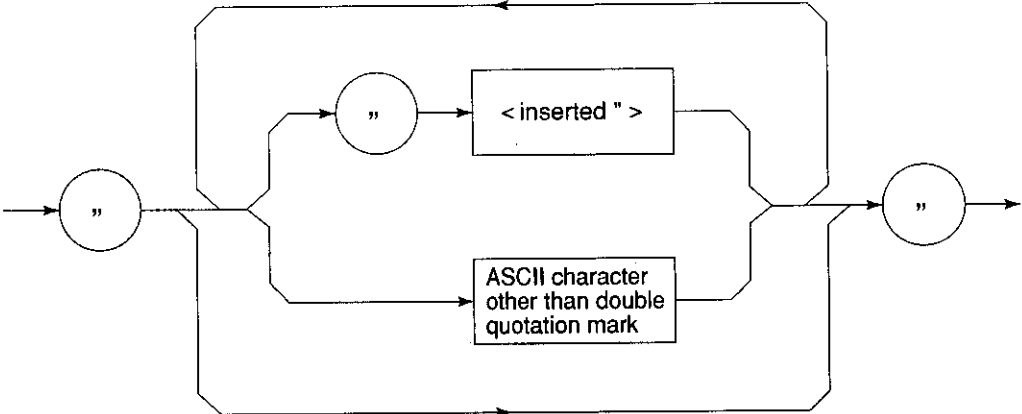 ”
< inserted " >
”
”
ASCII character
other than double
quotation mark